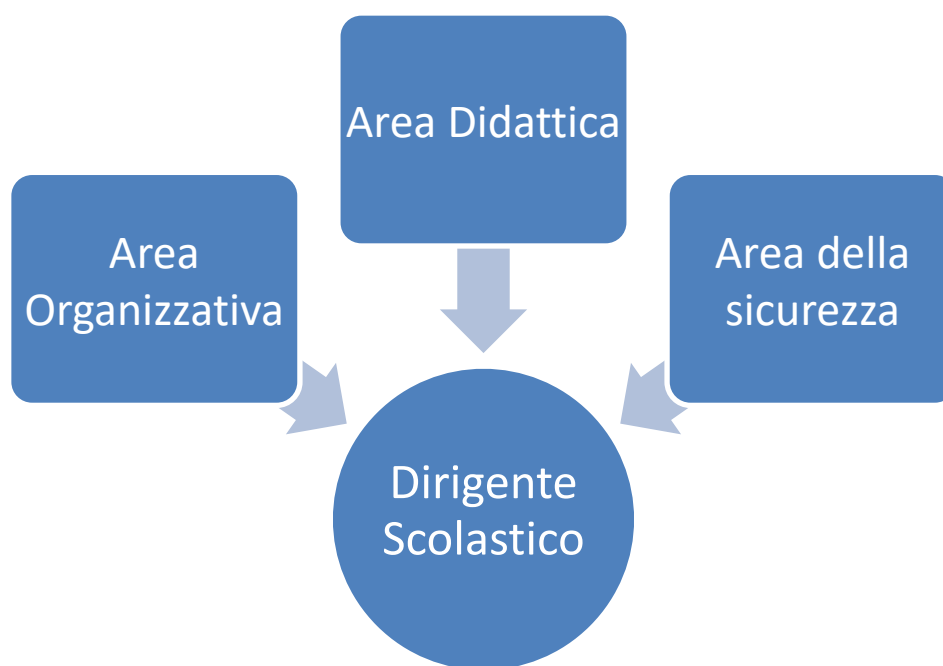 Area Didattica
Area
Organizzativa
Area della
sicurezza
Dirigente
Scolastico